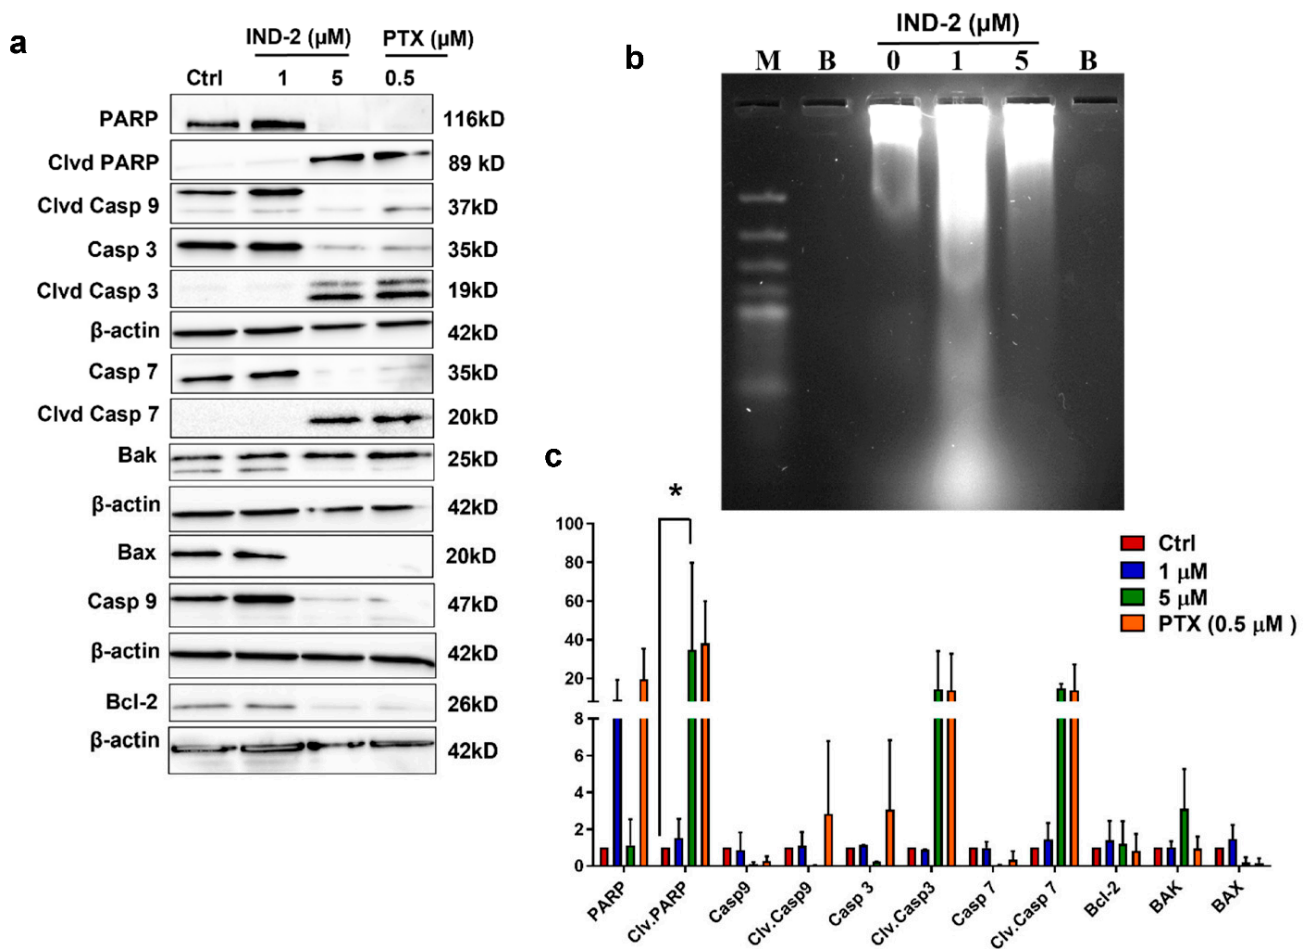 a
IND-2 (µM) PTX (µM)
Ctrl 1 5 0.5
PARP 116kD
Clvd PARP 89 kD
Clvd Casp 9 37kD
Casp 3 35kD
Clvd Casp 3 19kD
β-actin 42kD
Casp 7 35kD
Clvd Casp 7 20kD
Bak 25kD
β-actin 42kD
Bax 20kD
Casp 9 47kD
β-actin 42kD
Bcl-2 26kD
β-actin 42kD
b
IND-2 (µM)
M B 0 1 5 B
c
*
100
80
60
40
20
8
6
4
2
0
PARP
Clv.PARP
Casp9
Clv.Casp9
Casp 3
Clv.Casp3
Casp 7
Clv.Casp 7
Bcl-2
BAK
BAX
Ctrl
1 µM
5 µM
PTX (0.5 µM )